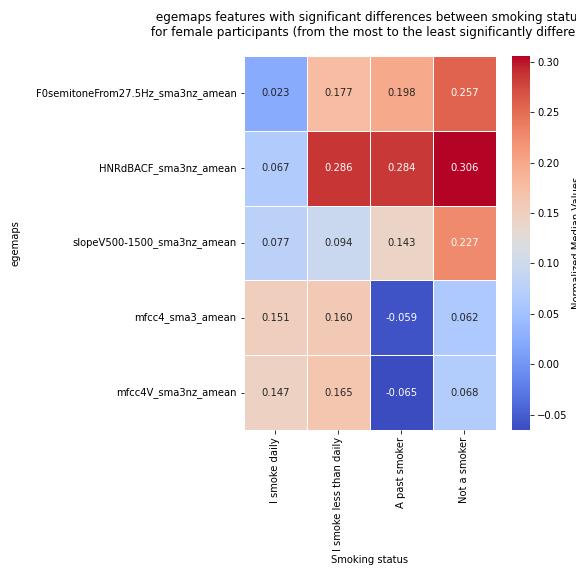 egemaps features with significant differences between smoking
for female participants (from the most to the least significantly
F0semitoneFrom27.5Hz_sma3nz_amean 0.023 0.177 0.198 0.257
HNRdBACF_sma3nz_amean 0.067 0.286 0.284 0.306
slopeV500-1500_sma3nz_amean 0.077 0.094 0.143 0.227
mfcc4_sma3_amean 0.151 0.160 -0.059 0.062
mfcc4V_sma3nz_amean 0.147 0.165 -0.065 0.068
egemaps
I smoke daily
I smoke less than daily
A past smoker
Not a smoker
Smoking status
0.30
0.25
0.20
0.15
0.10
0.05
0.00
−0.05
Normalized Median Values